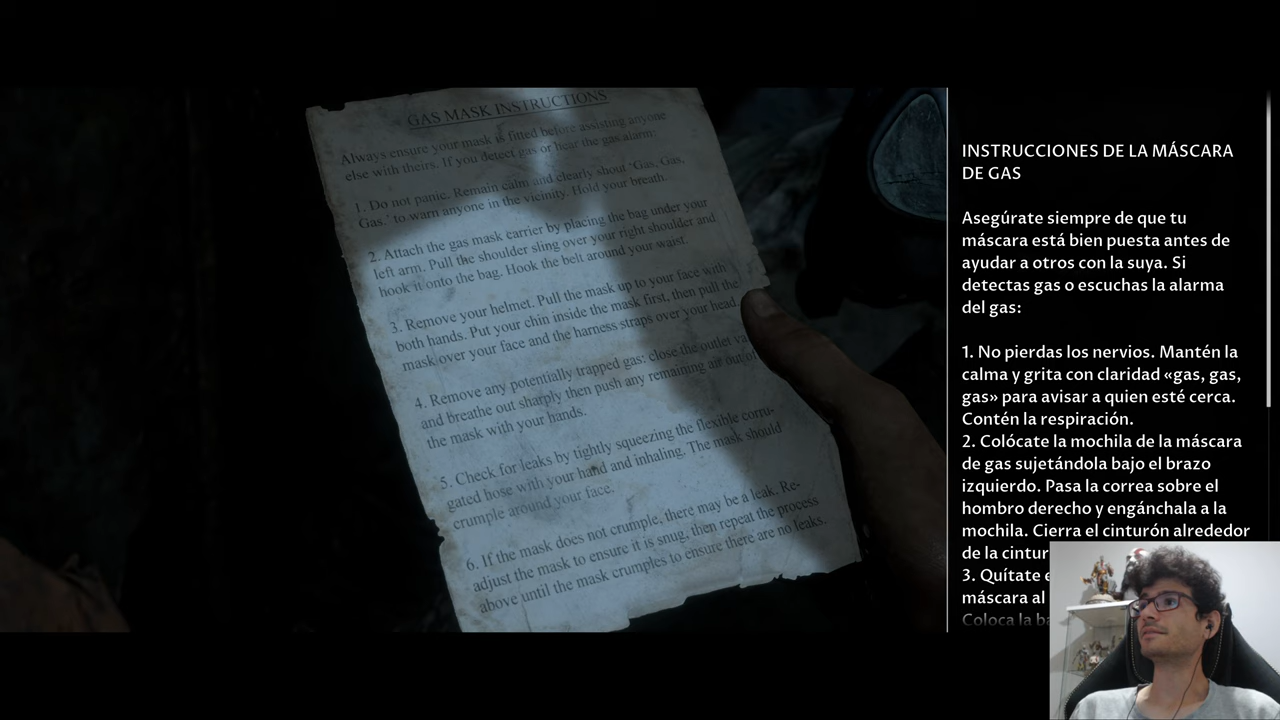 GAS MASK INSTRUCTIONS
Always ensure your mask is fitted before assisting anyone
else with theirs. If you detect gas or hear the gas alarm:
1. Do not panic. Remain calm and clearly shout 'Gas, Gas,
Gas.' to warn anyone in the vicinity. Hold your breath.
2. Attach the gas mask carrier by placing the bag under your
left arm. Pull the shoulder sling over your right shoulder and
hook it onto the bag. Hook the belt around your waist.
3. Remove your helmet. Pull the mask up to your face with
both hands. Put your chin inside the mask first, then pull the
mask over your face and the harness straps over your head.
4. Remove any potentially trapped gas: close the outlet va
and breathe out sharply then push any remaining air out of
the mask with your hands.
5. Check for leaks by tightly squeezing the flexible corru-
gated hose with your hand and inhaling. The mask should
crumple around your face.
6. If the mask does not crumple, there may be a leak. Re-
adjust the mask to ensure it is snug, then repeat the process
above until the mask crumples to ensure there are no leaks.
INSTRUCCIONES DE LA MÁSCARA
DE GAS
Asegúrate siempre de que tu
máscara está bien puesta antes de
ayudar a otros con la suya. Si
detectas gas o escuchas la alarma
del gas:
1. No pierdas los nervios. Mantén la
calma y grita con claridad «gas, gas,
gas» para avisar a quien esté cerca.
Contén la respiración.
2. Colócate la mochila de la máscara
de gas sujetándola bajo el brazo
izquierdo. Pasa la correa sobre el
hombro derecho y engánchala a la
mochila. Cierra el cinturón alrededor
de la cintur
3. Quítate e
máscara al
Coloca la ba